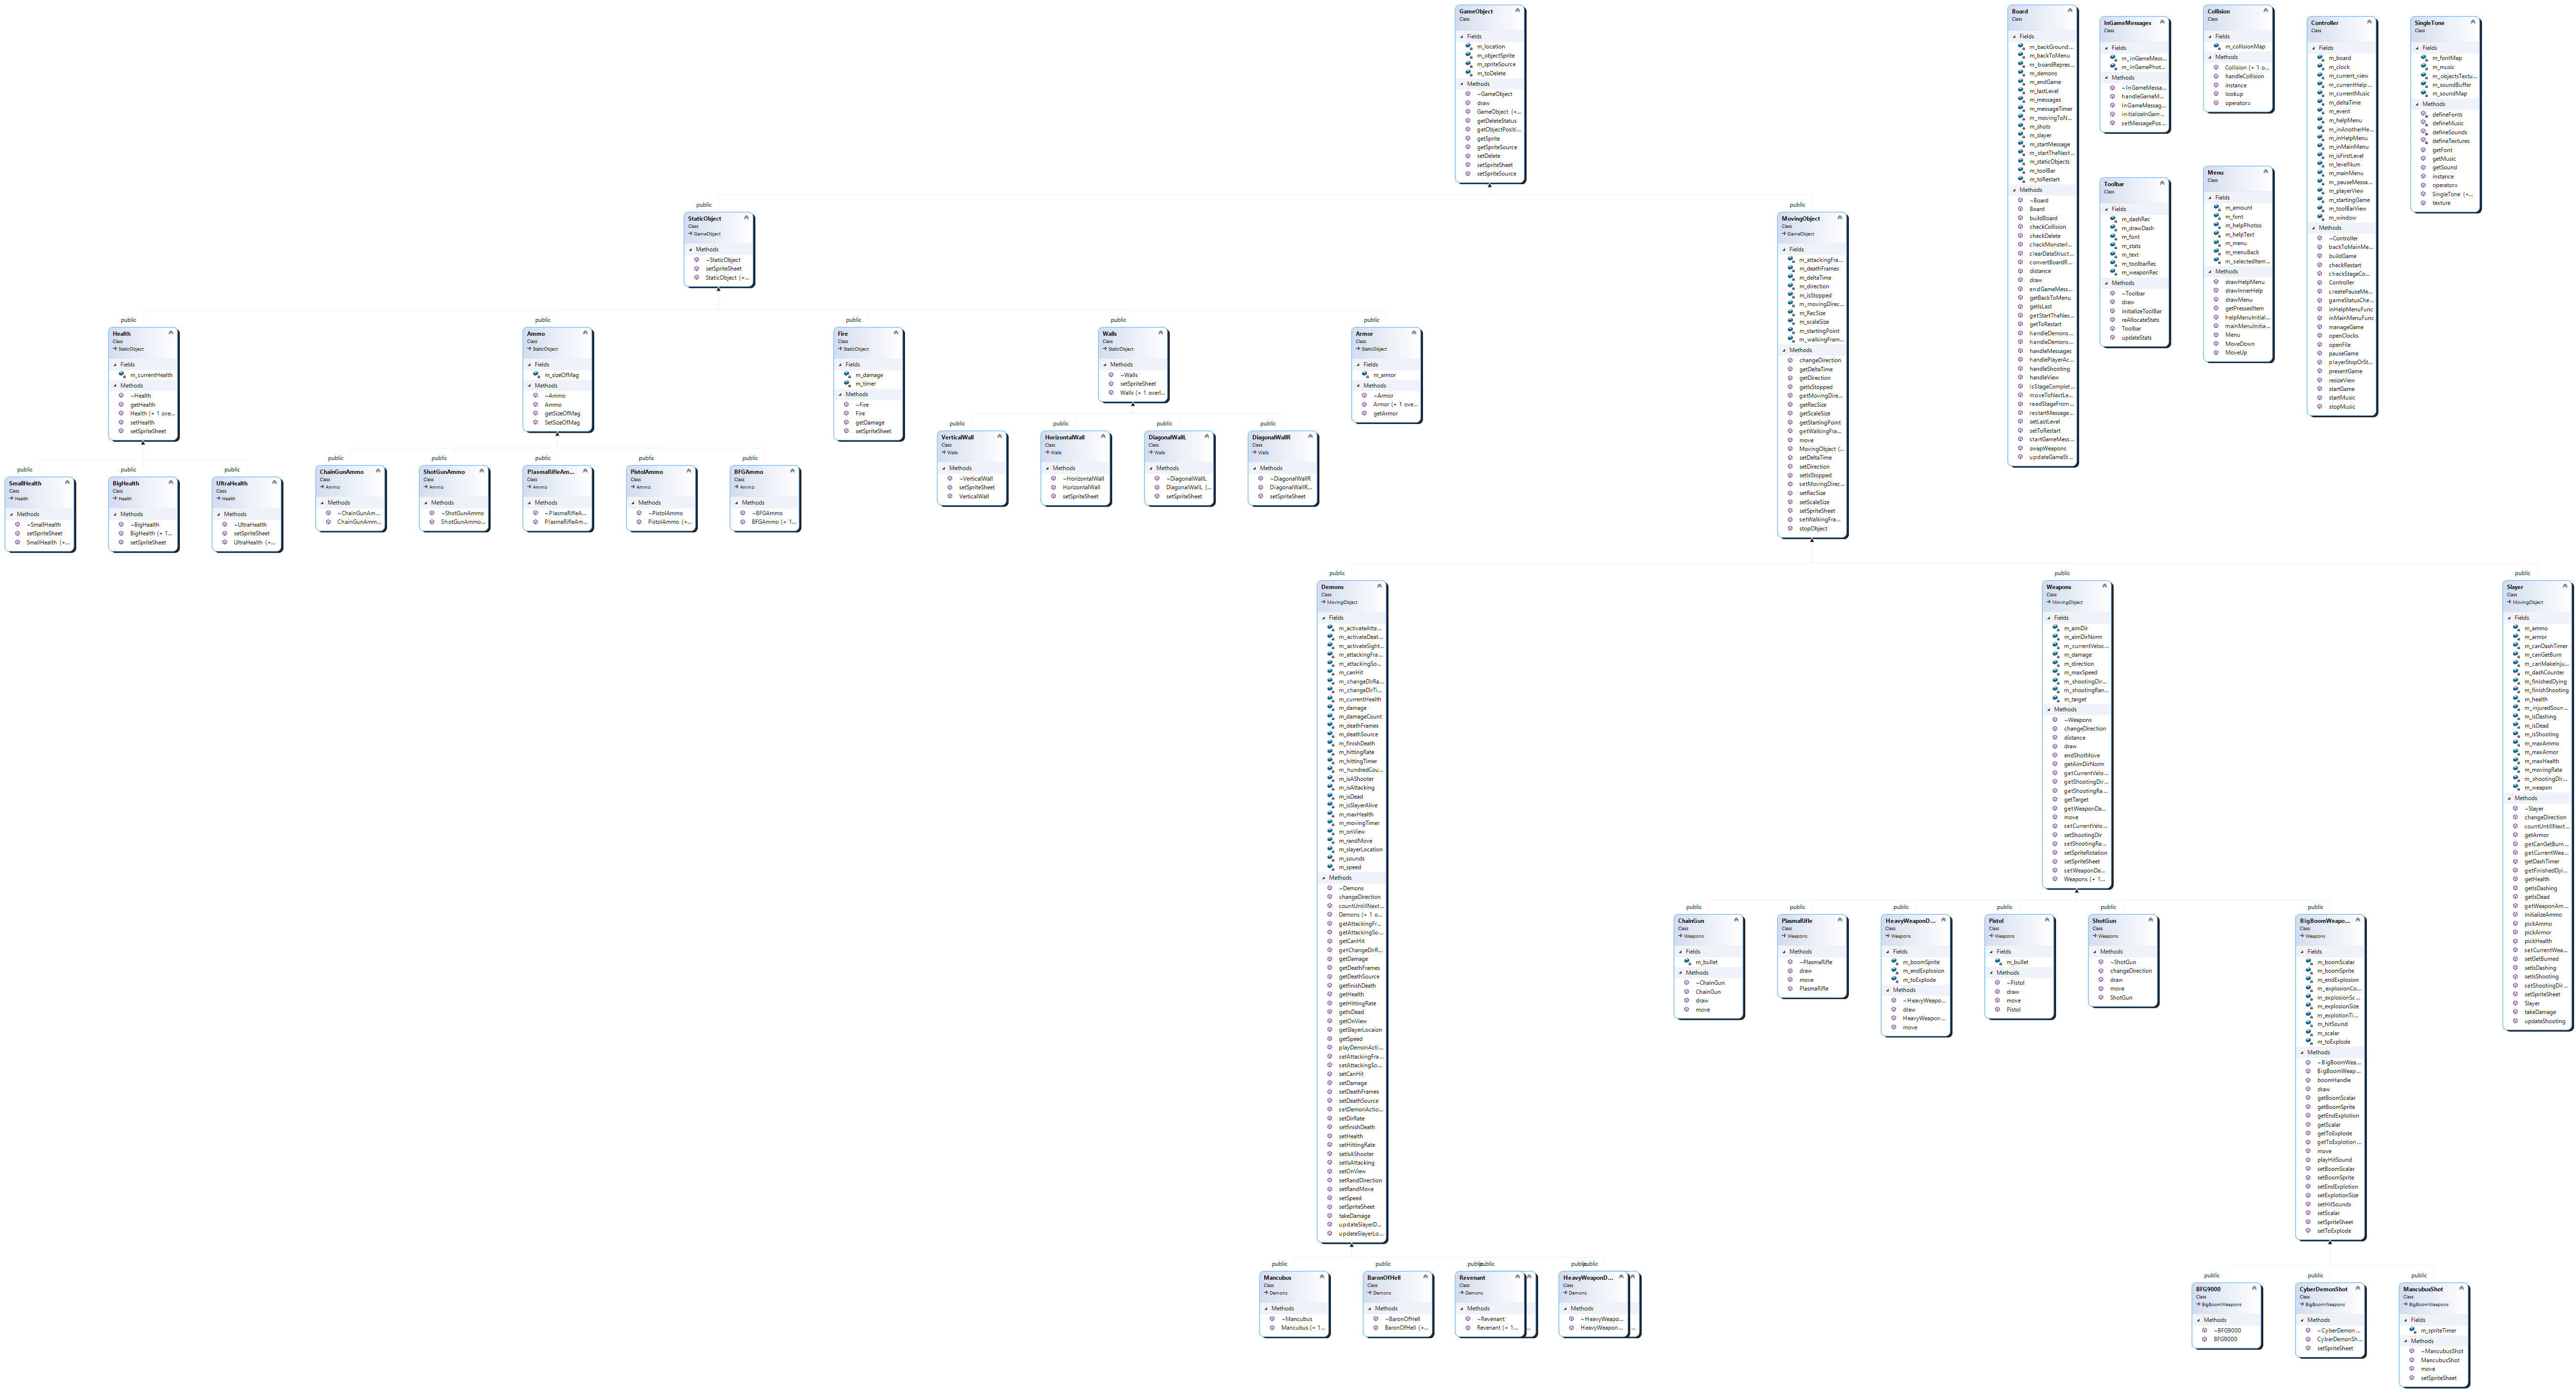 GameObject
Class
Fields
m_location
m_objectSprite
m_spriteSource
m_toDelete
Methods
~GameObject
draw
GameObject (+...
getDeleteStatus
getObjectPositi...
getSprite
getSpriteSource
setDelete
setSpriteSheet
setSpriteSource
Board
Class
Fields
m_backGround...
m_backToMenu
m_boardRepres...
m_demons
m_endGame
m_lastLevel
m_messages
m_messageTimer
m_movingToN...
m_shots
m_slayer
m_startMessage
m_startTheNext...
m_staticObjects
m_toolBar
m_toRestart
Methods
~Board
Board
buildBoard
checkCollision
checkDelete
checkMonsterI...
clearDataStruct...
convertBoardR...
distance
draw
endGameMess...
getBackToMenu
getIsLast
getStartTheNex...
getToRestart
handleDemons...
handleDemons...
handleMessages
handlePlayerAc...
handleShooting
handleView
isStageComplet...
moveToNextLe...
readStageFrom...
restartMessage...
setLastLevel
setToRestart
startGameMess...
swapWeapons
updateGameSt...
InGameMessages
Class
Fields
m_inGameMess...
m_inGamePhot...
Methods
~InGameMessa...
handleGameM...
InGameMessag...
initializeInGam...
setMessagePos...
Collision
Class
Fields
m_collisionMap
Methods
Collision (+ 1 o...
handleCollision
instance
lookup
operator=
Controller
Class
Fields
m_board
m_clock
m_current_view
m_currentHelp...
m_currentMusic
m_deltaTime
m_event
m_helpMenu
m_inAnotherHe...
m_inHelpMenu
m_inMainMenu
m_isFirstLevel
m_levelNum
m_mainMenu
m_pauseMessa...
m_playerView
m_startingGame
m_toolBarView
m_window
Methods
~Controller
backToMainMe...
buildGame
checkRestart
checkStageCo...
Controller
createPauseMe...
gameStatusChe...
inHelpMenuFunc
inMainMenuFunc
manageGame
openClocks
openFile
pauseGame
playerStopOrSt...
presentGame
resizeView
startGame
startMusic
stopMusic
SingleTone
Class
Fields
m_fontMap
m_music
m_objectsTextu...
m_soundBuffer
m_soundMap
Methods
defineFonts
defineMusic
defineSounds
defineTextures
getFont
getMusic
getSound
instance
operator=
SingleTone (+...
texture
Toolbar
Class
Fields
m_dashRec
m_drawDash
m_font
m_stats
m_text
m_toolbarRec
m_weaponRec
Methods
~Toolbar
draw
initializeToolBar
reAllocateStats
Toolbar
updateStats
Menu
Class
Fields
m_amount
m_font
m_helpPhotos
m_helpText
m_menu
m_menuBack
m_selectedItem...
Methods
drawHelpMenu
drawInnerHelp
drawMenu
getPressedItem
helpMenuInitial...
mainMenuInitia...
Menu
MoveDown
MoveUp
public
StaticObject
Class
GameObject
Methods
~StaticObject
setSpriteSheet
StaticObject (+...
public
MovingObject
Class
GameObject
Fields
m_attackingFra...
m_deathFrames
m_deltaTime
m_direction
m_isStopped
m_movingDirec...
m_RecSize
m_scaleSize
m_startingPoint
m_walkingFram...
Methods
changeDirection
getDeltaTime
getDirection
getIsStopped
getMovingDire...
getRecSize
getScaleSize
getStartingPoint
getWalkingFra...
move
MovingObject (...
setDeltaTime
setDirection
setIsStopped
setMovingDirec...
setRecSize
setScaleSize
setSpriteSheet
setWalkingFra...
stopObject
public
Health
Class
StaticObject
Fields
m_currentHealth
Methods
~Health
getHealth
Health (+ 1 ove...
setHealth
setSpriteSheet
public
Ammo
Class
StaticObject
Fields
m_sizeOfMag
Methods
~Ammo
Ammo
getSizeOfMag
SetSizeOfMag
public
Fire
Class
StaticObject
Fields
m_damage
m_timer
Methods
~Fire
Fire
getDamage
setSpriteSheet
public
Walls
Class
StaticObject
Methods
~Walls
setSpriteSheet
Walls (+ 1 overl...
public
Armor
Class
StaticObject
Fields
m_armor
Methods
~Armor
Armor (+ 1 ove...
getArmor
public
VerticalWall
Class
Walls
Methods
~VerticalWall
setSpriteSheet
VerticalWall
public
HorizontalWall
Class
Walls
Methods
~HorizontalWall
HorizontalWall
setSpriteSheet
public
DiagonalWallL
Class
Walls
Methods
~DiagonalWallL
DiagonalWallL (...
setSpriteSheet
public
DiagonalWallR
Class
Walls
Methods
~DiagonalWallR
DiagonalWallR...
setSpriteSheet
public
SmallHealth
Class
Health
Methods
~SmallHealth
setSpriteSheet
SmallHealth (+...
public
BigHealth
Class
Health
Methods
~BigHealth
BigHealth (+ 1...
setSpriteSheet
public
UltraHealth
Class
Health
Methods
~UltraHealth
setSpriteSheet
UltraHealth (+...
public
ChainGunAmmo
Class
Ammo
Methods
~ChainGunAm...
ChainGunAmm...
public
ShotGunAmmo
Class
Ammo
Methods
~ShotGunAmmo
ShotGunAmmo...
public
PlasmaRifleAm...
Class
Ammo
Methods
~PlasmaRifleA...
PlasmaRifleAm...
public
PistolAmmo
Class
Ammo
Methods
~PistolAmmo
PistolAmmo (+...
public
BFGAmmo
Class
Ammo
Methods
~BFGAmmo
BFGAmmo (+ 1...
public
Demons
Class
MovingObject
Fields
m_activateAtta...
m_activateDeat...
m_activateSight...
m_attackingFra...
m_attackingSo...
m_canHit
m_changeDirRa...
m_changeDirTi...
m_currentHealth
m_damage
m_damageCount
m_deathFrames
m_deathSource
m_finishDeath
m_hittingRate
m_hittingTimer
m_hundredCou...
m_isAShooter
m_isAttacking
m_isDead
m_isSlayerAlive
m_maxHealth
m_movingTimer
m_onView
m_randMove
m_slayerLocation
m_sounds
m_speed
Methods
~Demons
changeDirection
countUntillNext...
Demons (+ 1 o...
getAttackingFr...
getAttackingSo...
getCanHit
getChangeDirR...
getDamage
getDeathFrames
getDeathSource
getfinishDeath
getHealth
getHittingRate
getIsDead
getOnView
getSlayerLocaion
getSpeed
playDemonActi...
setAttackingFra...
setAttackingSo...
setCanHit
setDamage
setDeathFrames
setDeathSource
setDemonActio...
setDirRate
setfinishDeath
setHealth
setHittingRate
setIsAShooter
setIsAttacking
setOnView
setRandDirection
setRandMove
setSpeed
setSpriteSheet
takeDamage
updateSlayerD...
updateSlayerLo...
public
Weapons
Class
MovingObject
Fields
m_aimDir
m_aimDirNorm
m_currentVeloc...
m_damage
m_direction
m_maxSpeed
m_shootingDir...
m_shootingRan...
m_target
Methods
~Weapons
changeDirection
distance
draw
endShotMove
getAimDirNorm
getCurrentVelo...
getShootingDir...
getShootingRa...
getTarget
getWeaponDa...
move
setCurrentVelo...
setShootingDir
setShootingRa...
setSpriteRotation
setSpriteSheet
setWeaponDa...
Weapons (+ 1...
public
Slayer
Class
MovingObject
Fields
m_ammo
m_armor
m_canDashTimer
m_canGetBurn
m_canMakeInju...
m_dashCounter
m_finishedDying
m_finishShooting
m_health
m_injuredSoun...
m_isDashing
m_isDead
m_isShooting
m_maxAmmo
m_maxArmor
m_maxHealth
m_movingRate
m_shootingDir...
m_weapon
Methods
~Slayer
changeDirection
countUntillNext...
getArmor
getCanGetBurn...
getCurrentWea...
getDashTimer
getFinishedDyi...
getHealth
getIsDashing
getIsDead
getWeaponAm...
initializeAmmo
pickAmmo
pickArmor
pickHealth
setCurrentWea...
setGetBurned
setIsDashing
setIsShooting
setShootingDir...
setSpriteSheet
Slayer
takeDamage
updateShooting
public
ChainGun
Class
Weapons
Fields
m_bullet
Methods
~ChainGun
ChainGun
draw
move
public
PlasmaRifle
Class
Weapons
Methods
~PlasmaRifle
draw
move
PlasmaRifle
public
HeavyWeaponD...
Class
Weapons
Fields
m_boomSprite
m_endExplosion
m_toExplode
Methods
~HeavyWeapo...
draw
HeavyWeapon...
move
public
Pistol
Class
Weapons
Fields
m_bullet
Methods
~Pistol
draw
move
Pistol
public
ShotGun
Class
Weapons
Methods
~ShotGun
changeDirection
draw
move
ShotGun
public
BigBoomWeapo...
Class
Weapons
Fields
m_boomScalar
m_boomSprite
m_endExplosion
m_explosionCo...
m_explosionSc...
m_explosionSize
m_explotionTi...
m_hitSound
m_scalar
m_toExplode
Methods
~BigBoomWea...
BigBoomWeap...
boomHandle
draw
getBoomScalar
getBoomSprite
getEndExplotion
getScalar
getToExplode
getToExplotion...
move
playHitSound
setBoomScalar
setBoomSprite
setEndExplotion
setExplotionSize
setHitSounds
setScalar
setSpriteSheet
setToExplode
public
Mancubus
Class
Demons
Methods
~Mancubus
Mancubus (+ 1...
public
BaronOfHell
Class
Demons
Methods
~BaronOfHell
BaronOfHell (+...
public
Revenant
Class
Demons
Methods
~Revenant
Revenant (+ 1...
public
HeavyWeaponD...
Class
Demons
Methods
~HeavyWeapo...
HeavyWeapon...
public
BFG9000
Class
BigBoomWeapons
Methods
~BFG9000
BFG9000
public
CyberDemonShot
Class
BigBoomWeapons
Methods
~CyberDemon...
CyberDemonSh...
setSpriteSheet
public
MancubusShot
Class
BigBoomWeapons
Fields
m_spriteTimer
Methods
~MancubusShot
MancubusShot
move
setSpriteSheet